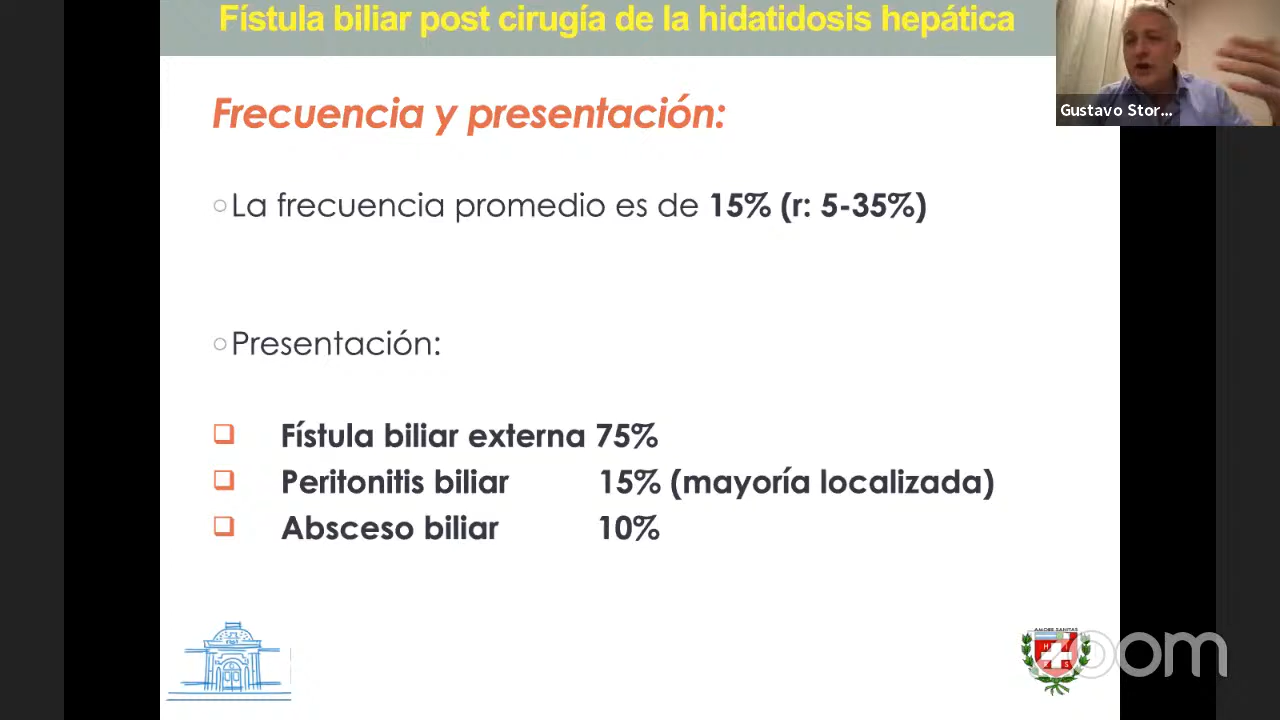 Fístula biliar post cirugía de la hidatidosis hepática
Gustavo Stor...
Frecuencia y presentación:
La frecuencia promedio es de 15% (r: 5-35%)
Presentación:
Fístula biliar externa 75%
Peritonitis biliar 15% (mayoría localizada)
Absceso biliar 10%
zoom